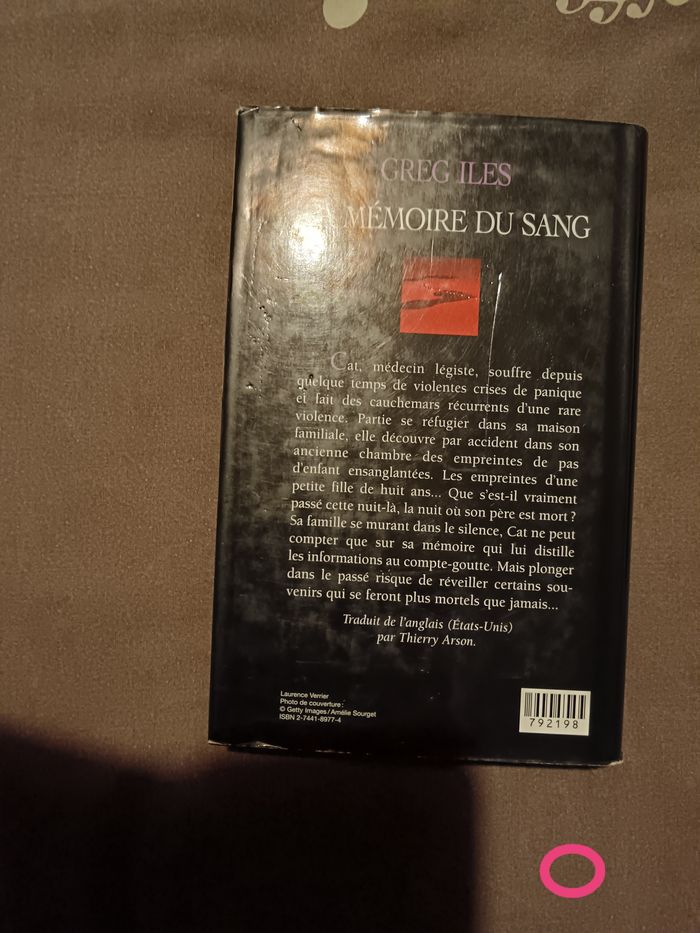 GREG ILES
MÉMOIRE DU SANG
Cat, médecin légiste, souffre depuis
quelque temps de violentes crises de panique
et fait des cauchemars récurrents d'une rare
violence. Partie se réfugier dans sa maison
familiale, elle découvre par accident dans son
ancienne chambre des empreintes de pas
d'enfant ensanglantées. Les empreintes d'une
petite fille de huit ans... Que s'est-il vraiment
passé cette nuit-là, la nuit où son père est mort ?
Sa famille se murant dans le silence, Cat ne peut
compter que sur sa mémoire qui lui distille
les informations au compte-goutte. Mais plonger
dans le passé risque de réveiller certains sou-
venirs qui se feront plus mortels que jamais...
Traduit de l'anglais (États-Unis)
par Thierry Arson.
Laurence Verrier
Photo de couverture :
© Getty Images / Amélie Sourget
ISBN 2-7441-8977-4
792198